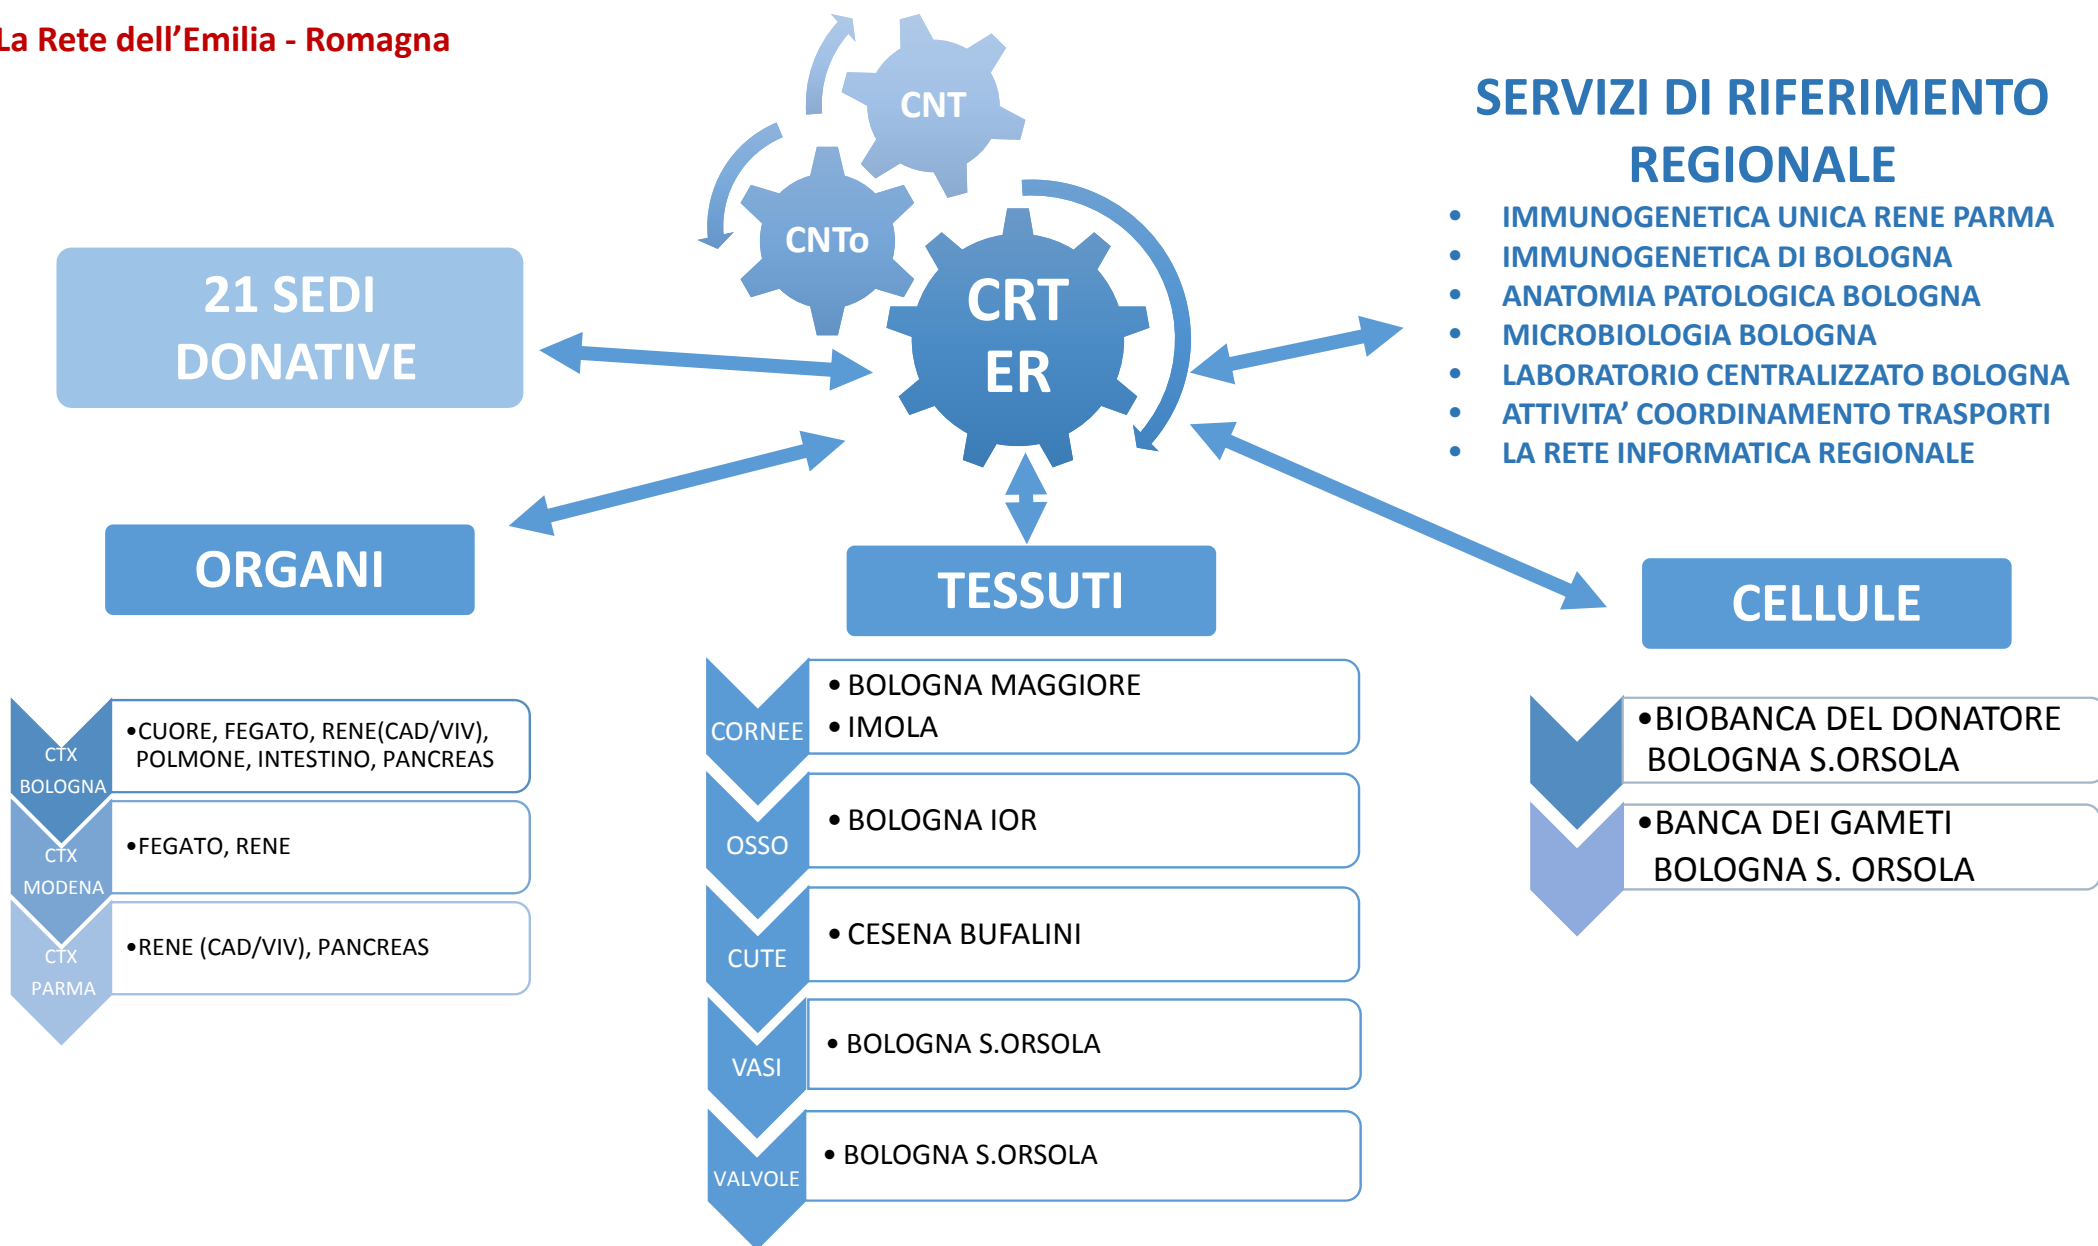 La Rete dell’Emilia - Romagna
CNT
CNTo
CRT
ER
21 SEDI
DONATIVE
SERVIZI DI RIFERIMENTO
REGIONALE
• IMMUNOGENETICA UNICA RENE PARMA
• IMMUNOGENETICA DI BOLOGNA
• ANATOMIA PATOLOGICA BOLOGNA
• MICROBIOLOGIA BOLOGNA
• LABORATORIO CENTRALIZZATO BOLOGNA
• ATTIVITA’ COORDINAMENTO TRASPORTI
• LA RETE INFORMATICA REGIONALE
ORGANI
CTX
BOLOGNA
•CUORE, FEGATO, RENE(CAD/VIV),
POLMONE, INTESTINO, PANCREAS
CTX
MODENA
•FEGATO, RENE
CTX
PARMA
•RENE (CAD/VIV), PANCREAS
TESSUTI
CORNEE
• BOLOGNA MAGGIORE
• IMOLA
OSSO
• BOLOGNA IOR
CUTE
• CESENA BUFALINI
VASI
• BOLOGNA S.ORSOLA
VALVOLE
• BOLOGNA S.ORSOLA
CELLULE
•BIOBANCA DEL DONATORE
BOLOGNA S.ORSOLA
•BANCA DEI GAMETI
BOLOGNA S. ORSOLA